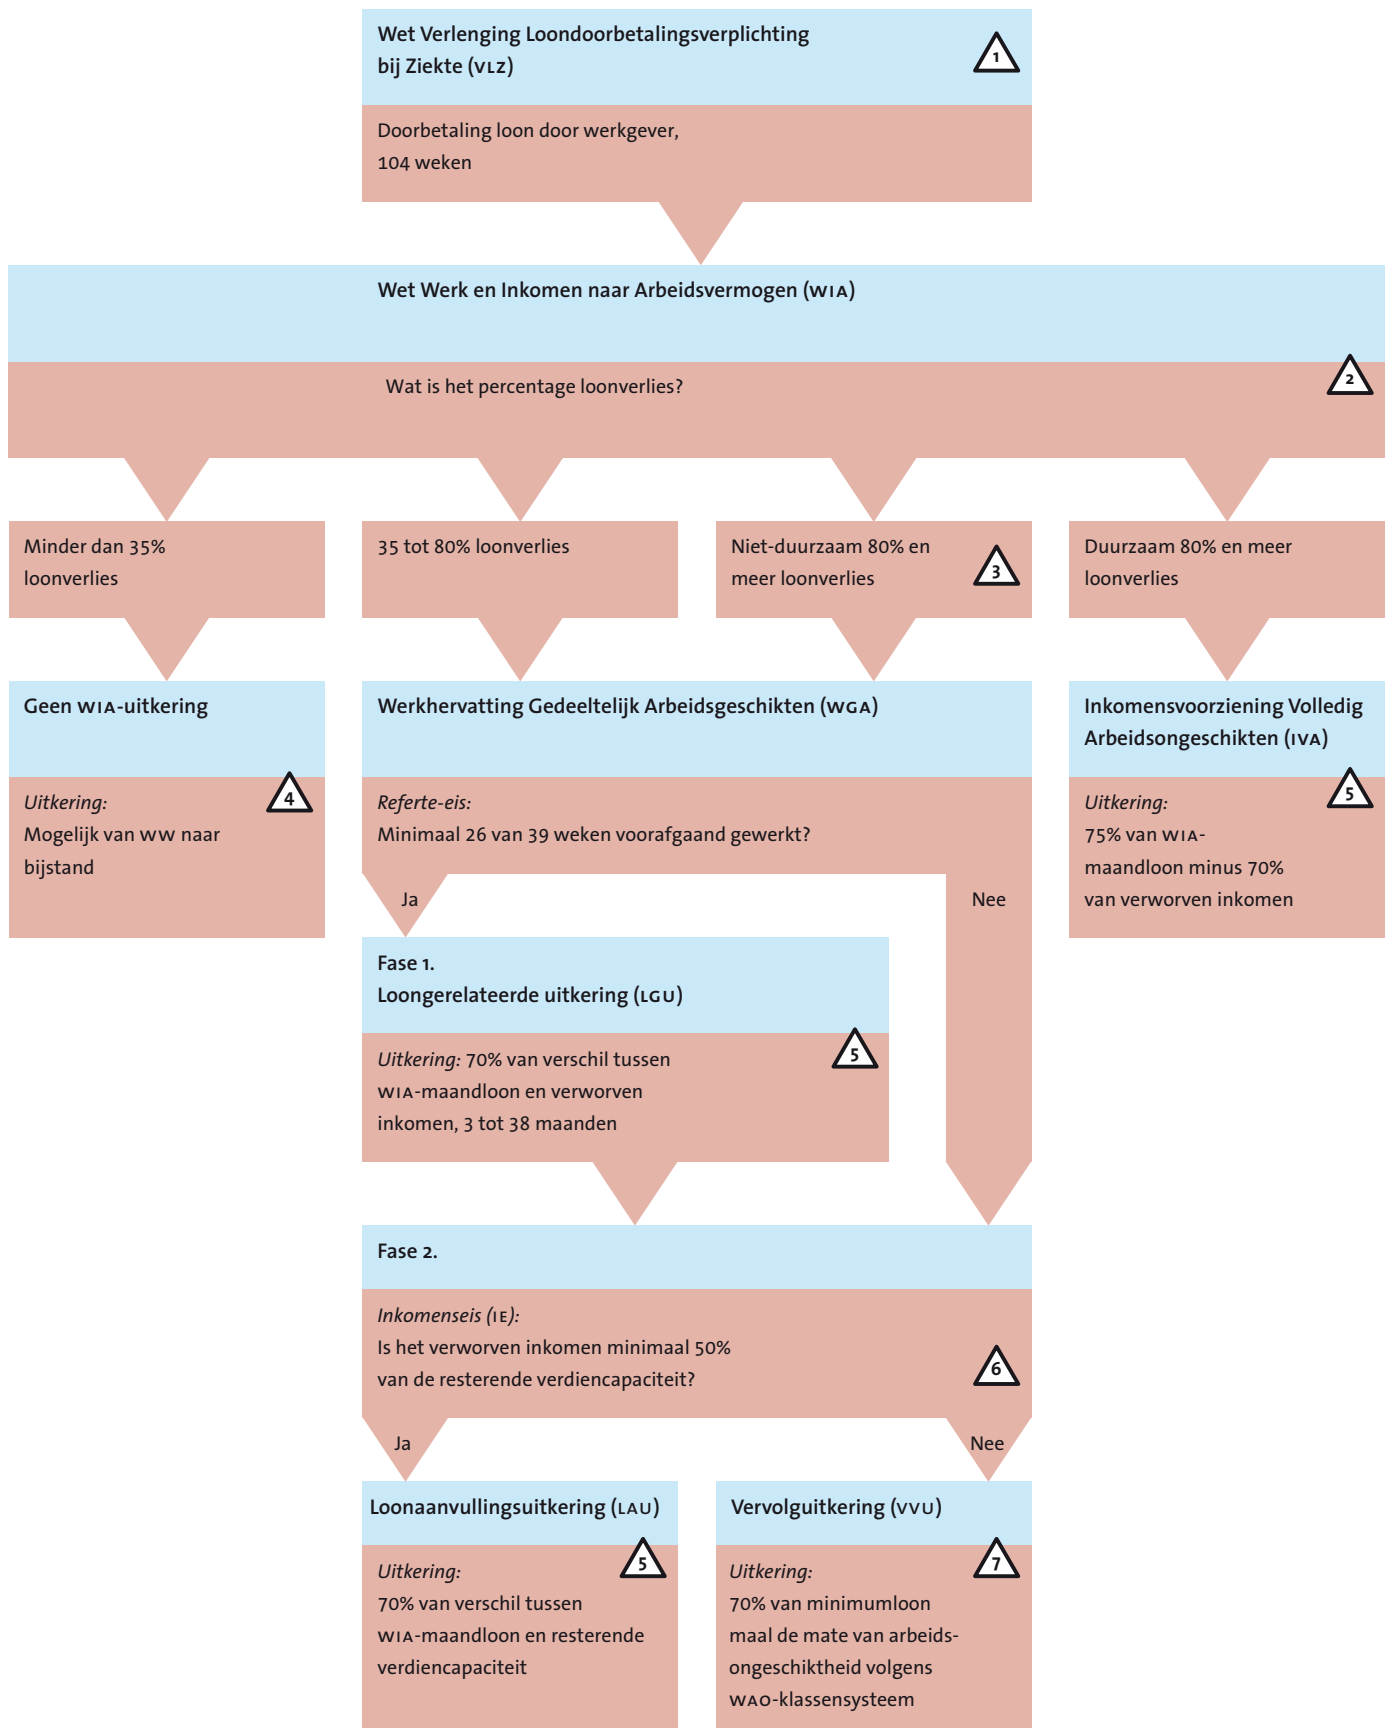 Wet Verlenging Loondoorbetalingsverplichting
bij Ziekte (VLZ)
1
Doorbetaling loon door werkgever,
104 weken
Wet Werk en Inkomen naar Arbeidsvermogen (WIA)
Wat is het percentage loonverlies?
2
Minder dan 35%
loonverlies
35 tot 80% loonverlies
Niet-duurzaam 80% en
meer loonverlies
3
Duurzaam 80% en meer
loonverlies
Geen WIA-uitkering
4
Uitkering:
Mogelijk van WW naar
bijstand
Werkhervatting Gedeeltelijk Arbeidsgeschikten (WGA)
Referte-eis:
Minimaal 26 van 39 weken voorafgaand gewerkt?
Inkomensvoorziening Volledig
Arbeidsongeschikten (IVA)
5
Uitkering:
75% van WIA-
maandloon minus 70%
van verworven inkomen
Ja
Nee
Fase 1.
Loongerelateerde uitkering (LGU)
5
Uitkering: 70% van verschil tussen
WIA-maandloon en verworven
inkomen, 3 tot 38 maanden
Fase 2.
Inkomenseis (IE):
Is het verworven inkomen minimaal 50%
van de resterende verdiencapaciteit?
6
Ja
Nee
Loonaanvullingsuitkering (LAU)
5
Uitkering:
70% van verschil tussen
WIA-maandloon en resterende
verdiencapaciteit
Vervolguitkering (VVU)
7
Uitkering:
70% van minimumloon
maal de mate van arbeids-
ongeschiktheid volgens
WAO-klassensysteem